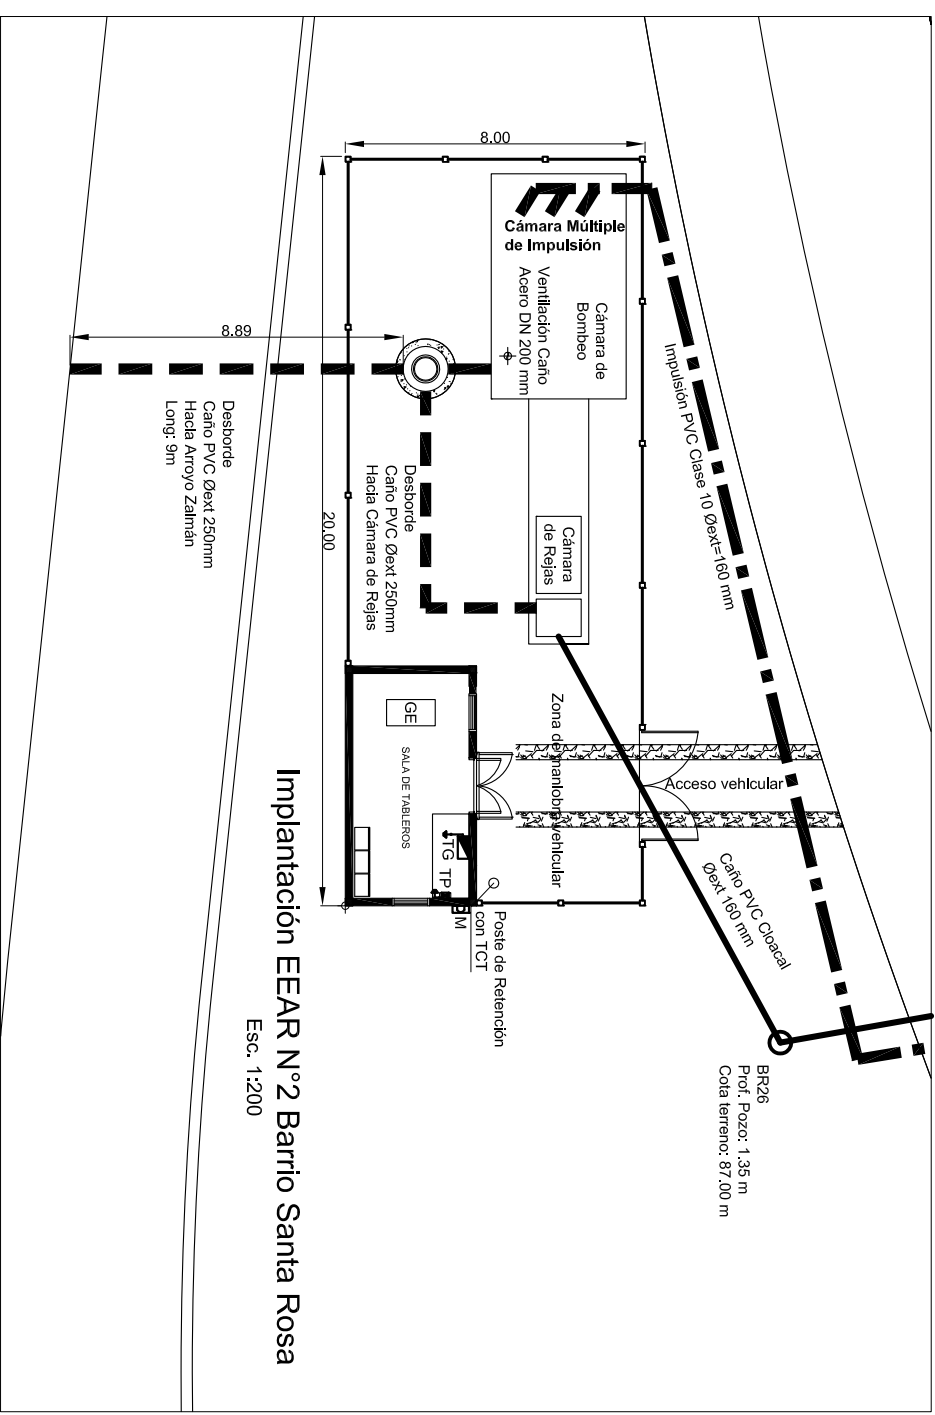 8.00
Cámara Múltiple
de Impulsión
Cámara de
Bombeo
Ventilación Caño
Acero DN 200 mm
Impulsión PVC Clase 10 Øext=160 mm
8.89
Desborde
Caño PVC Øext 250mm
Hacia Arroyo Zalmán
Long: 9m
Desborde
Caño PVC Øext 250mm
Hacia Cámara de Rejas
Cámara
de Rejas
20.00
GE
SALA DE TABLEROS
TG
TP
M
Zona de maniobra vehicular
Acceso vehicular
Caño PVC Cloacal
Øext 160 mm
Poste de Retención
con TCT
BR26
Prof. Pozo: 1.35 m
Cota terreno: 87.00 m
Implantación EEAR N°2 Barrio Santa Rosa
Esc. 1:200